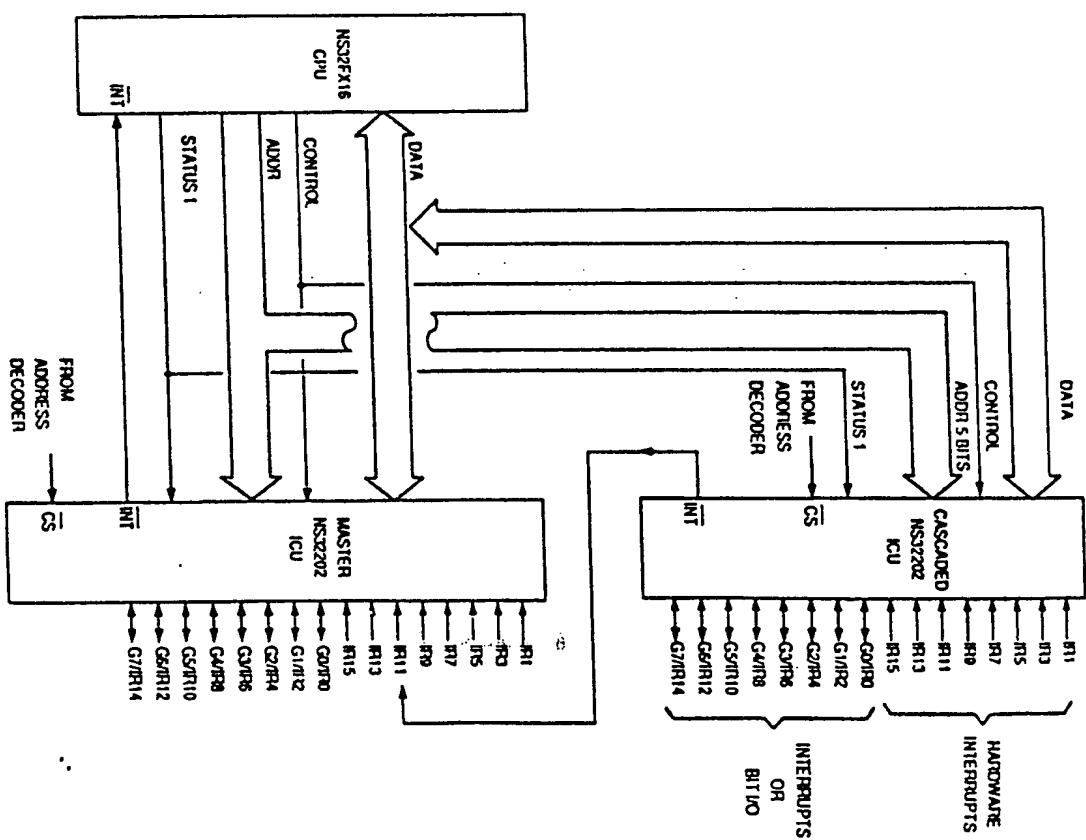 HARDWARE
INTERRUPTS
INTERRUPTS
OR
BIT I/O
IR1
IR3
IR5
IR7
IR9
IR11
IR13
IR15
G0/IR0
G1/IR2
G2/IR4
G3/IR6
G4/IR8
G5/IR10
G6/IR12
G7/IR14
CASCADED
NS32202
ICU
CS
INT
DATA
CONTROL
ADDR 5 BITS
STATUS 1
FROM
ADDRESS
DECODER
IR1
IR3
IR5
IR7
IR9
IR11
IR13
IR15
G0/IR0
G1/IR2
G2/IR4
G3/IR6
G4/IR8
G5/IR10
G6/IR12
G7/IR14
MASTER
NS32202
ICU
INT
CS
FROM
ADDRESS
DECODER
DATA
CONTROL
ADDR
STATUS 1
NS32FX16
CPU
INT